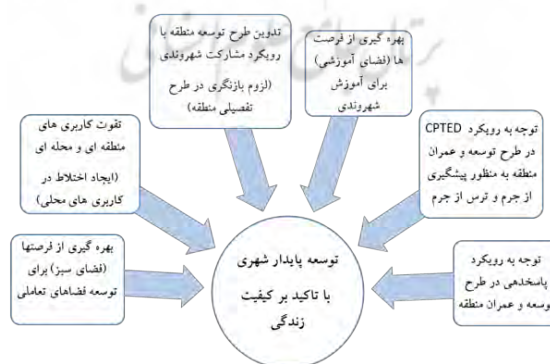 تدوین طرح توسعه منطقه با
رویکرد مشارکت شهروندی
(لزوم بازنگری در طرح
تفصیلی منطقه)
بهره گیری از فرصت
ها (فضای آموزشی)
برای آموزش
شهروندی
توجه به رویکرد CPTED
در طرح توسعه و عمران
منطقه به منظور پیشگیری
از جرم و ترس از جرم
تقوت کاربری های
منطقه ای و محله ای
(ایجاد اختلاط در
کاربری های محلی)
بهره گیری از فرصتها
(فضای سبز) برای
توسعه فضاهای تعاملی
توسعه پایدار شهری
با تاکید بر کیفیت
زندگی
توجه به رویکرد
پاسخدهی در طرح
وسعه و عمران منطقه